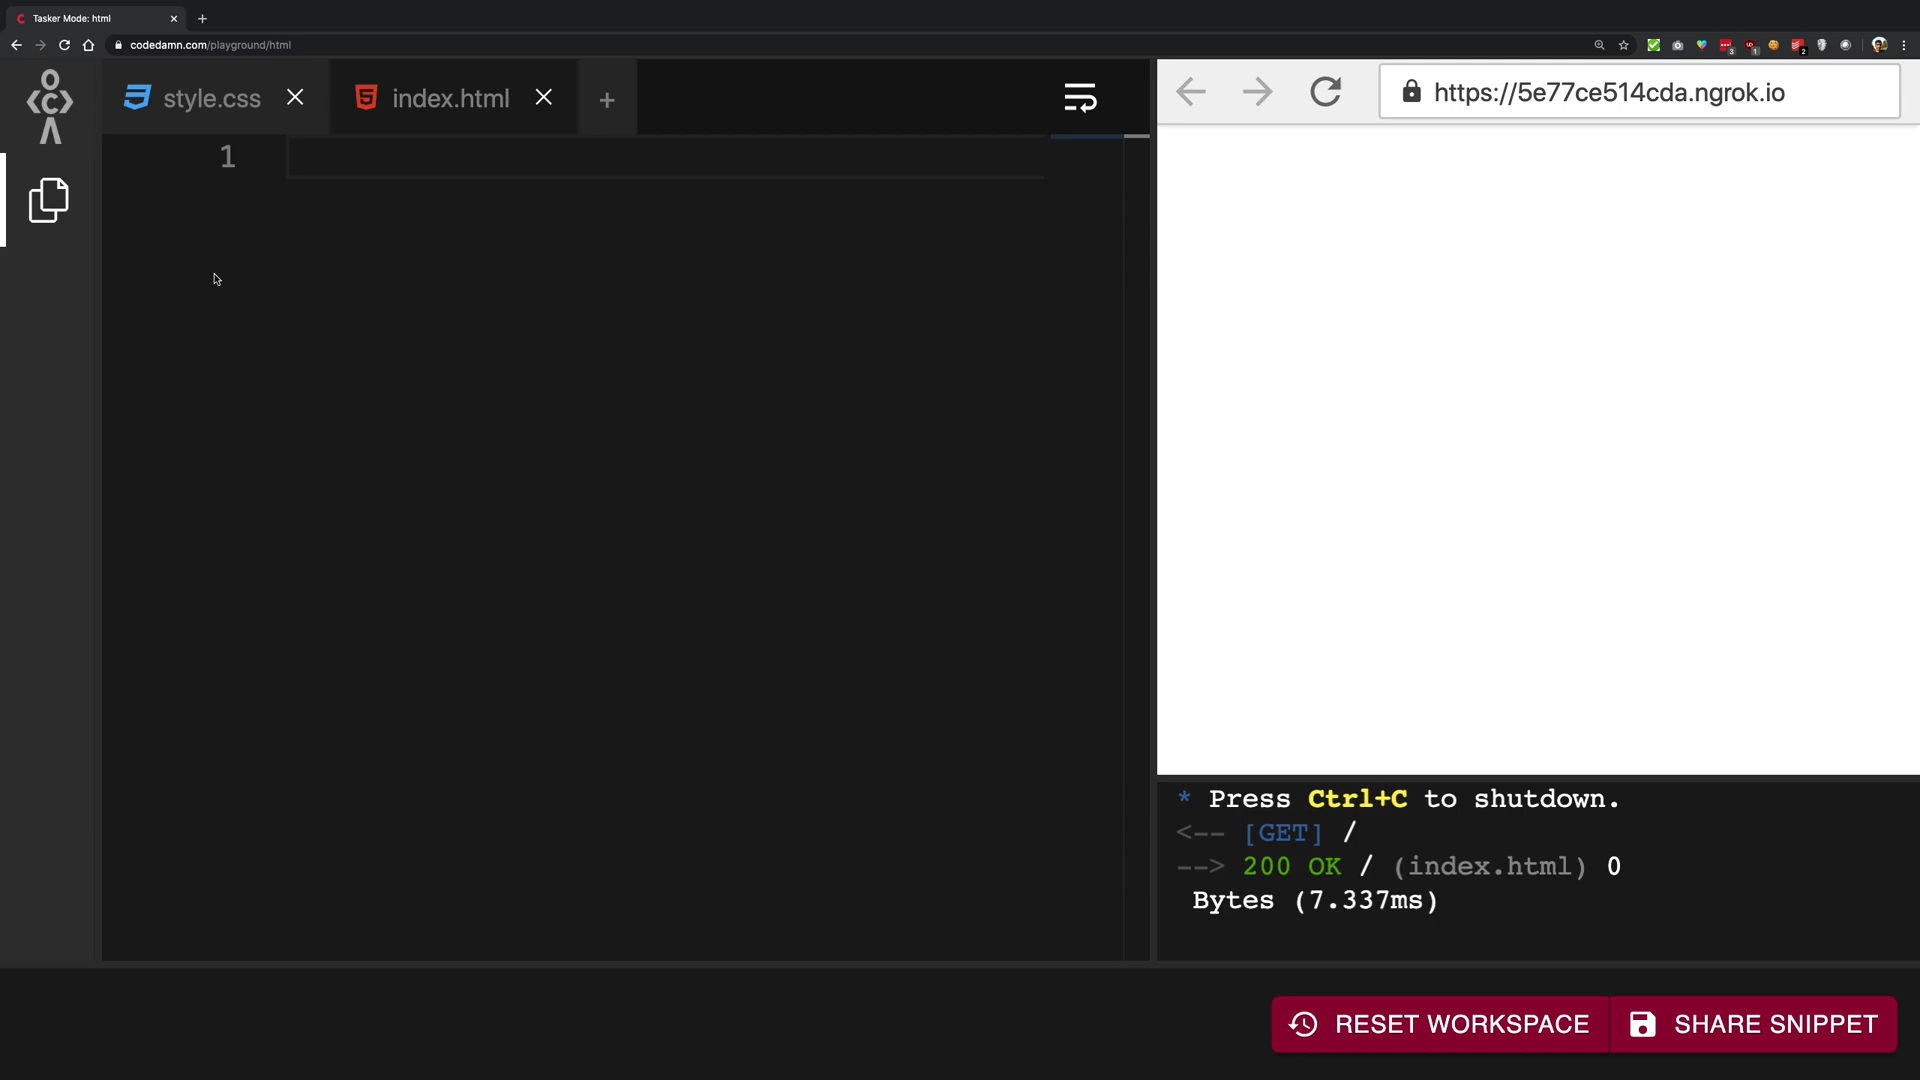 Tasker Mode: html
codedamn.com/playground/html
style.css
index.html
https://5e77ce514cda.ngrok.io
1
* Press Ctrl+C to shutdown.
<-- [GET] /
--> 200 OK / (index.html) 0
Bytes (7.337ms)
RESET WORKSPACE
SHARE SNIPPET